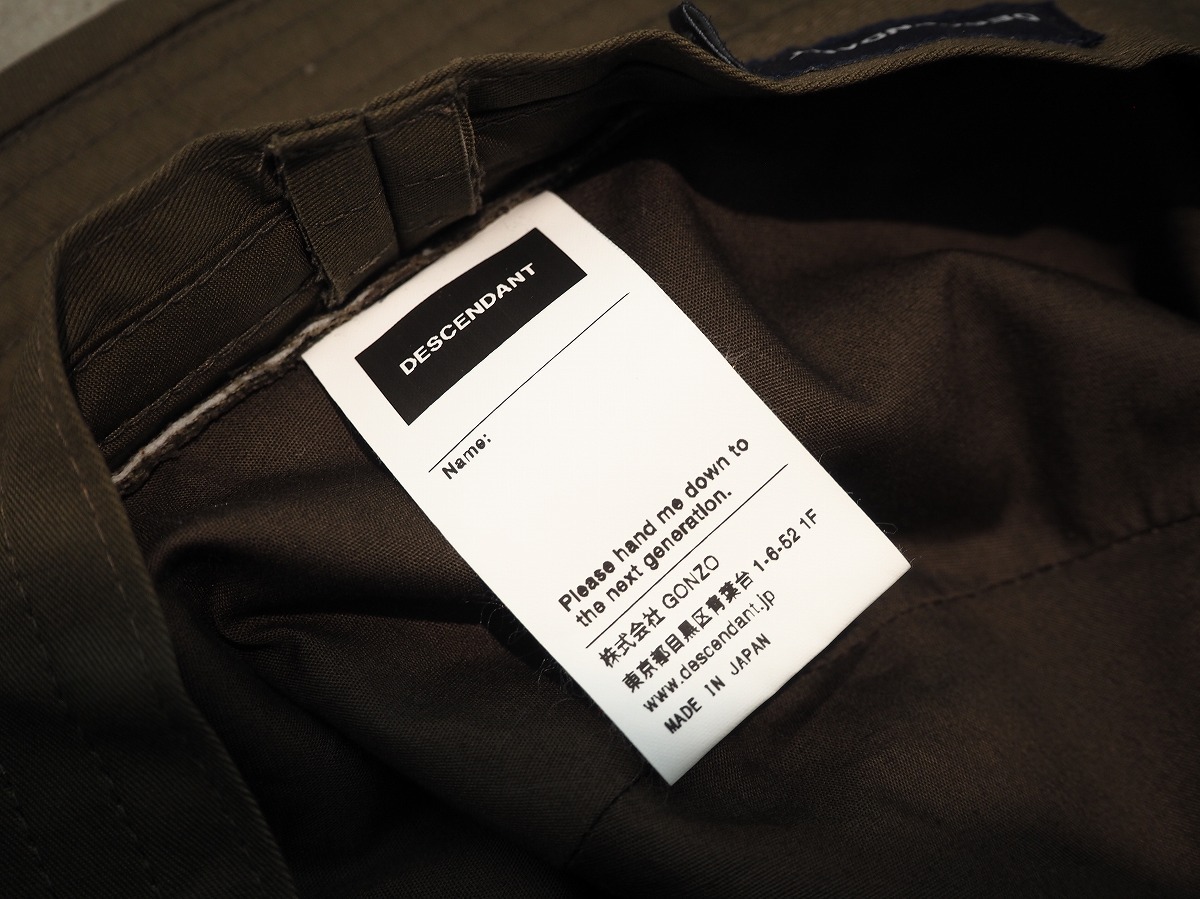 DESCENDANT
DESCENDANT
Name:
Please hand me down to
the next generation.
株式会社 GONZO
東京都目黒区青葉台 1-6-52 1F
www.descendant.jp
MADE IN JAPAN